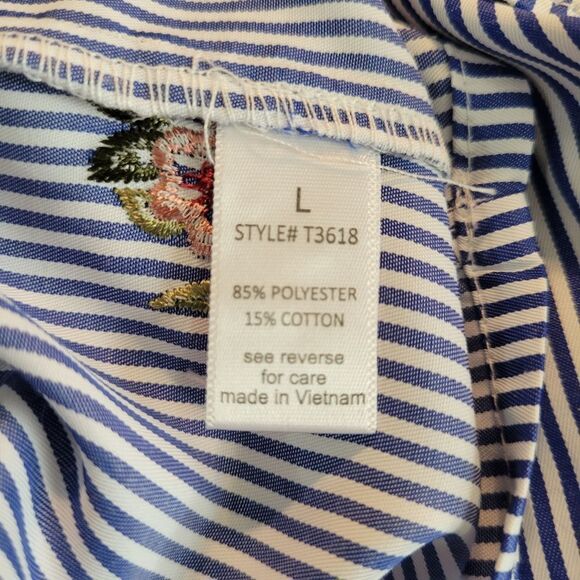 L
STYLE# T3618
85% POLYESTER
15% COTTON
see reverse
for care
made in Vietnam